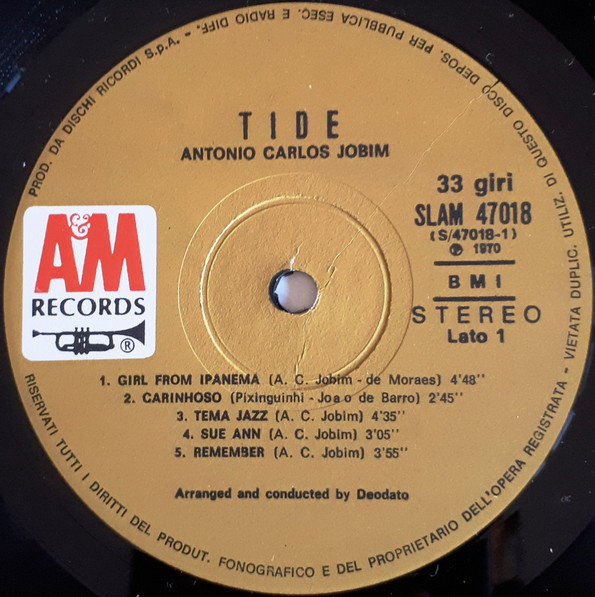 TIDE
ANTONIO CARLOS JOBIM
33 giri
SLAM 47018
(S/47018-1)
℗ 1970
BMI
STEREO
Lato 1
A&M
RECORDS
®
1. GIRL FROM IPANEMA (A. C. Jobim - de Moraes) 4'48''
2. CARINHOSO (Pixinguinhi - Joao de Barro) 2'45''
3. TEMA JAZZ (A. C. Jobim) 4'35''
4. SUE ANN (A. C. Jobim) 3'05''
5. REMEMBER (A. C. Jobim) 3'55''
Arranged and conducted by Deodato
PROD. DA DISCHI RICORDI S.p.A. - RISERVATI TUTTI I DIRITTI DEL PRODUT. FONOGRAFICO E DEL PROPRIETARIO DELL'OPERA REGISTRATA - VIETATA DUPLIC. UTILIZ. DI QUESTO DISCO DEPOS. PER PUBBLICA ESEC. E RADIO DIFF.